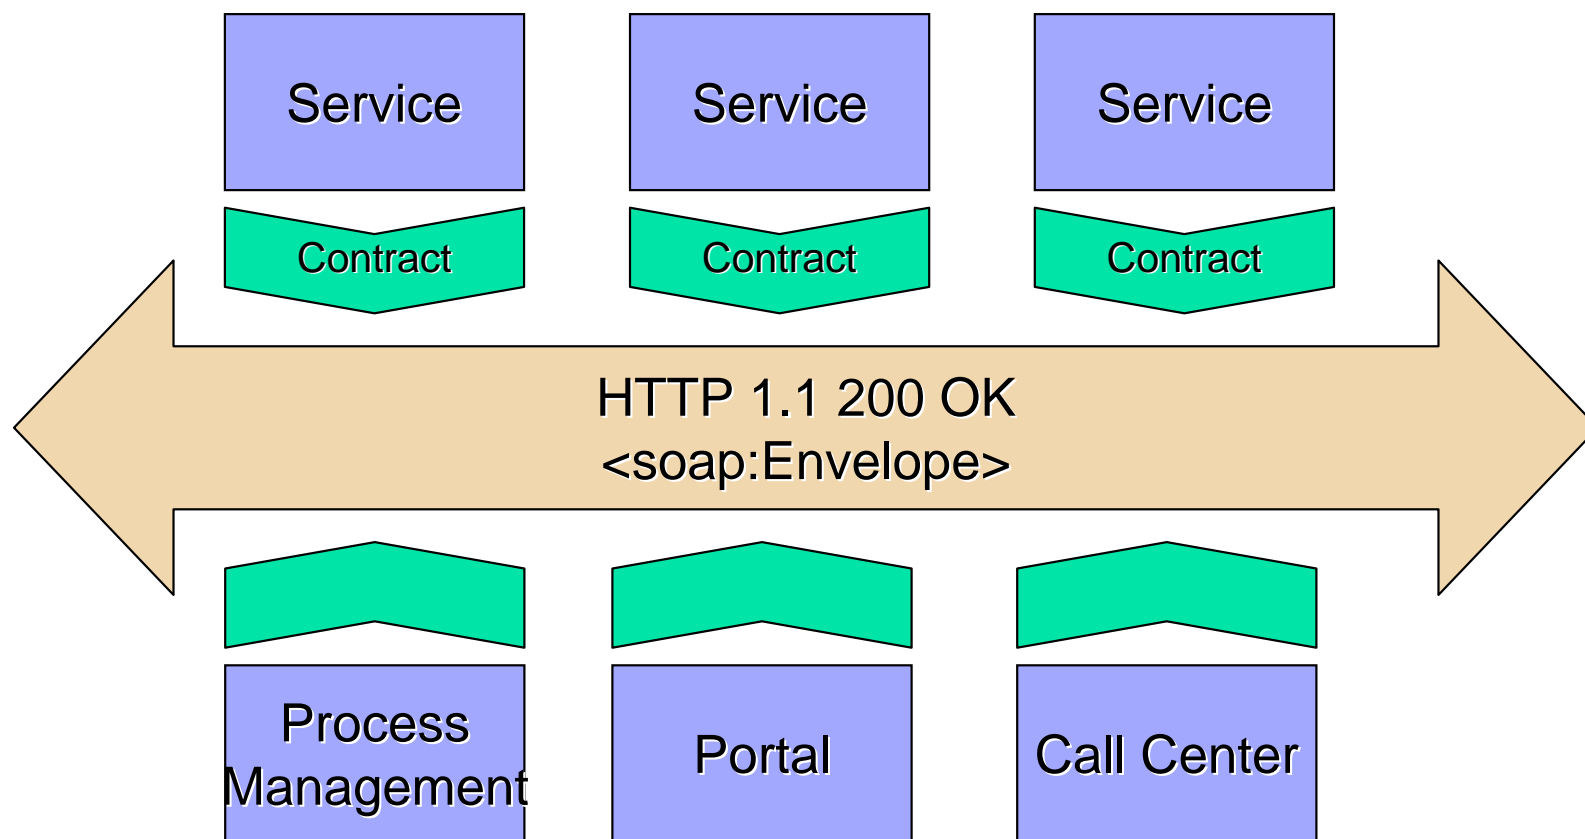 Service
Service
Service
Contract
Contract
Contract
HTTP 1.1 200 OK
<soap:Envelope>
Process
Management
Portal
Call Center